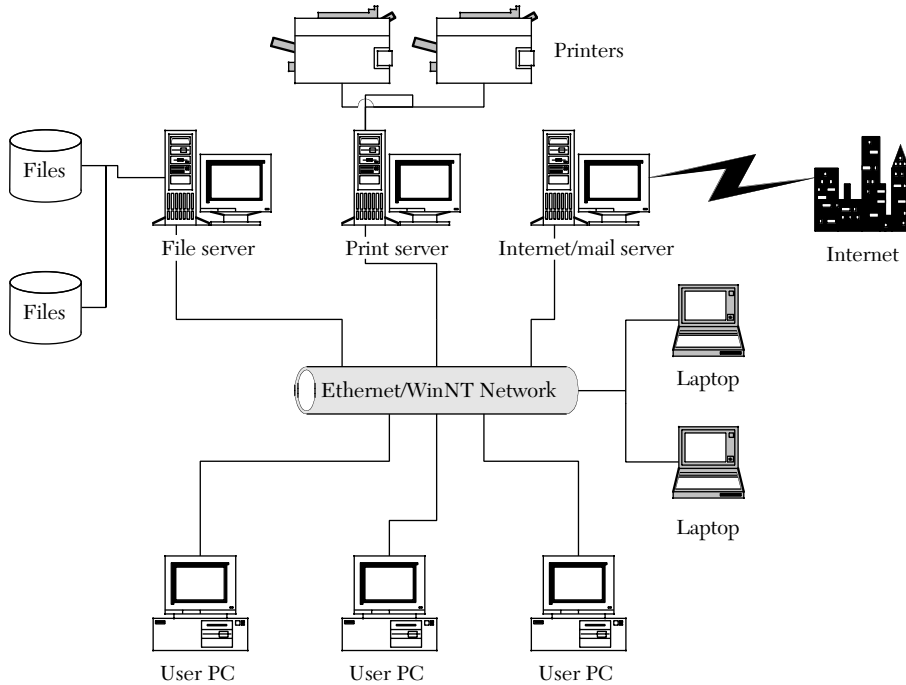 Printers
Files
File server
Print server
Internet/mail server
Internet
Files
Laptop
Ethernet/WinNT Network
Laptop
User PC
User PC
User PC